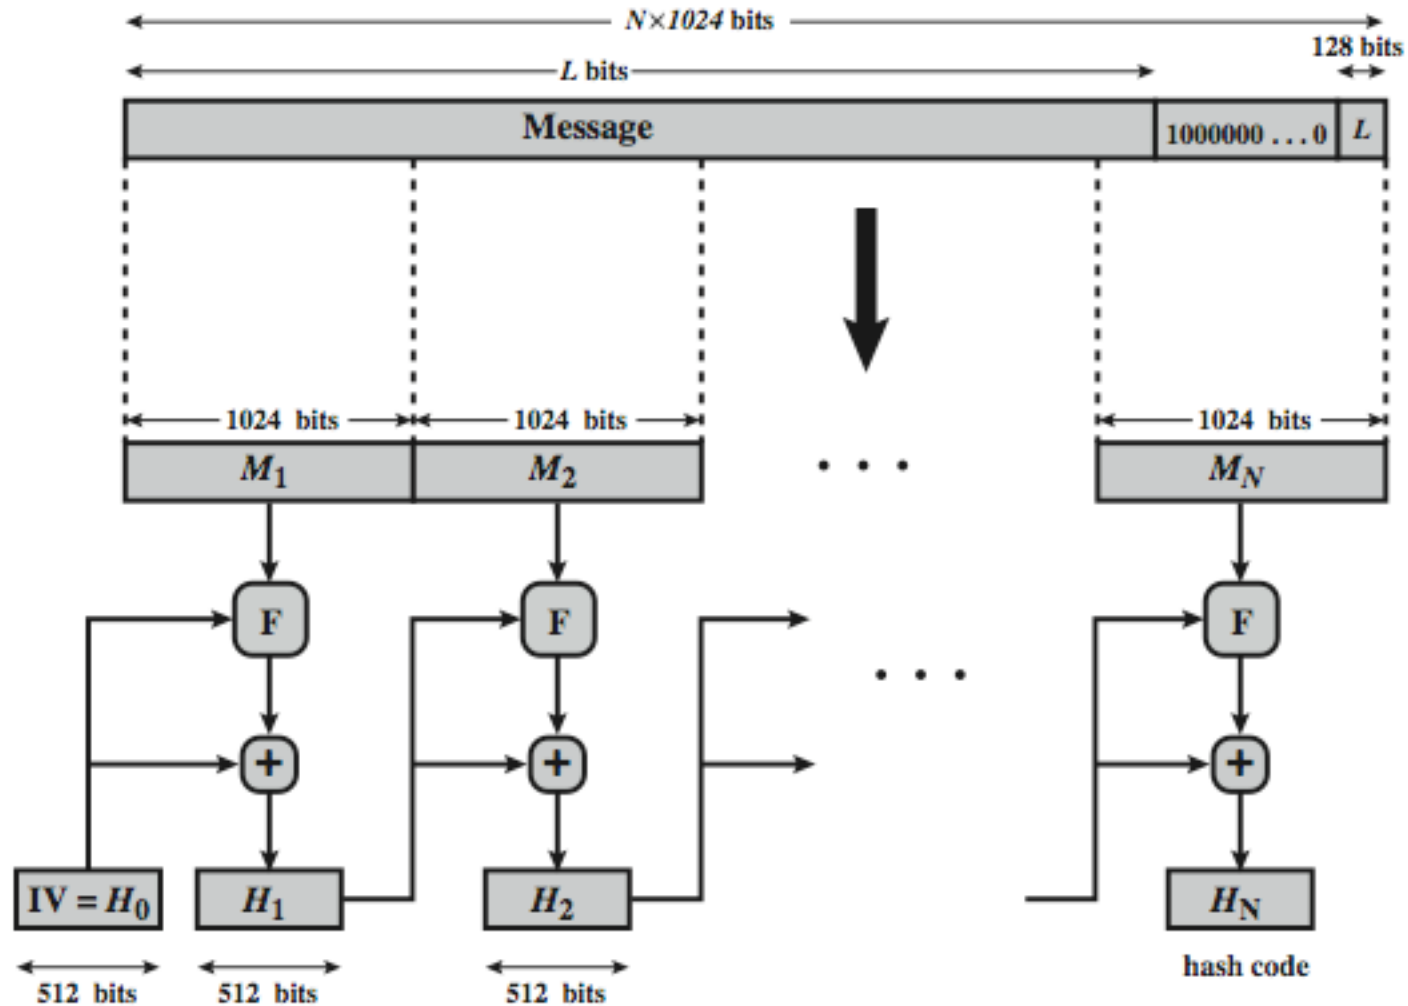 N×1024 bits
128 bits
L bits
Message
1000000 . . . 0
L
1024 bits
1024 bits
1024 bits
M1
M2
. . .
MN
F
F
F
. . .
+
+
+
IV = H0
H1
H2
HN
hash code
512 bits
512 bits
512 bits